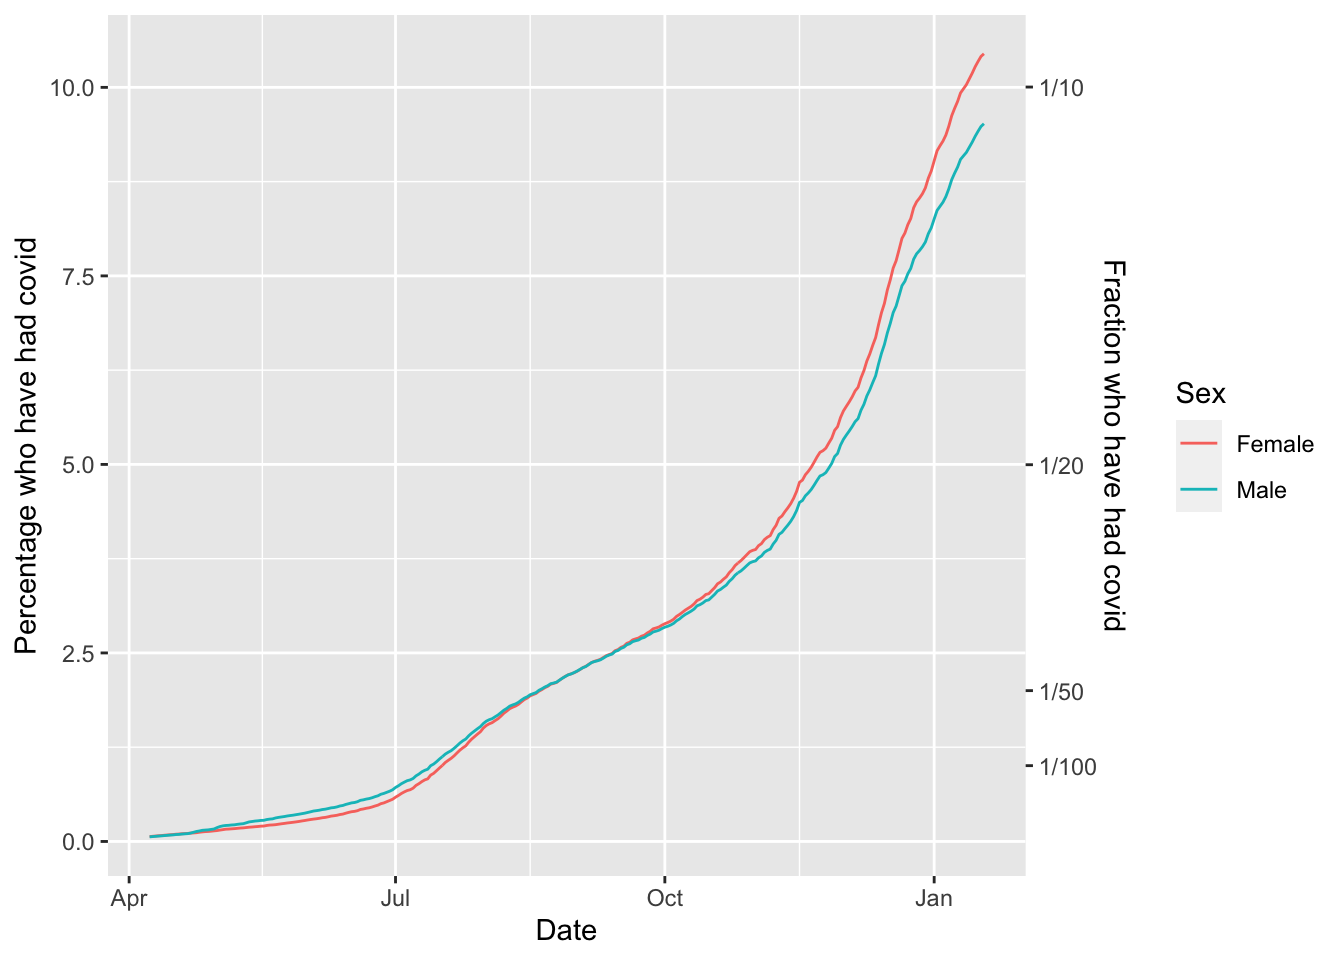 Percentage who have had covid
10.0
7.5
5.0
2.5
0.0
Apr
Jul
Oct
Jan
Date
1/10
1/20
1/50
1/100
Fraction who have had covid
Sex
Female
Male